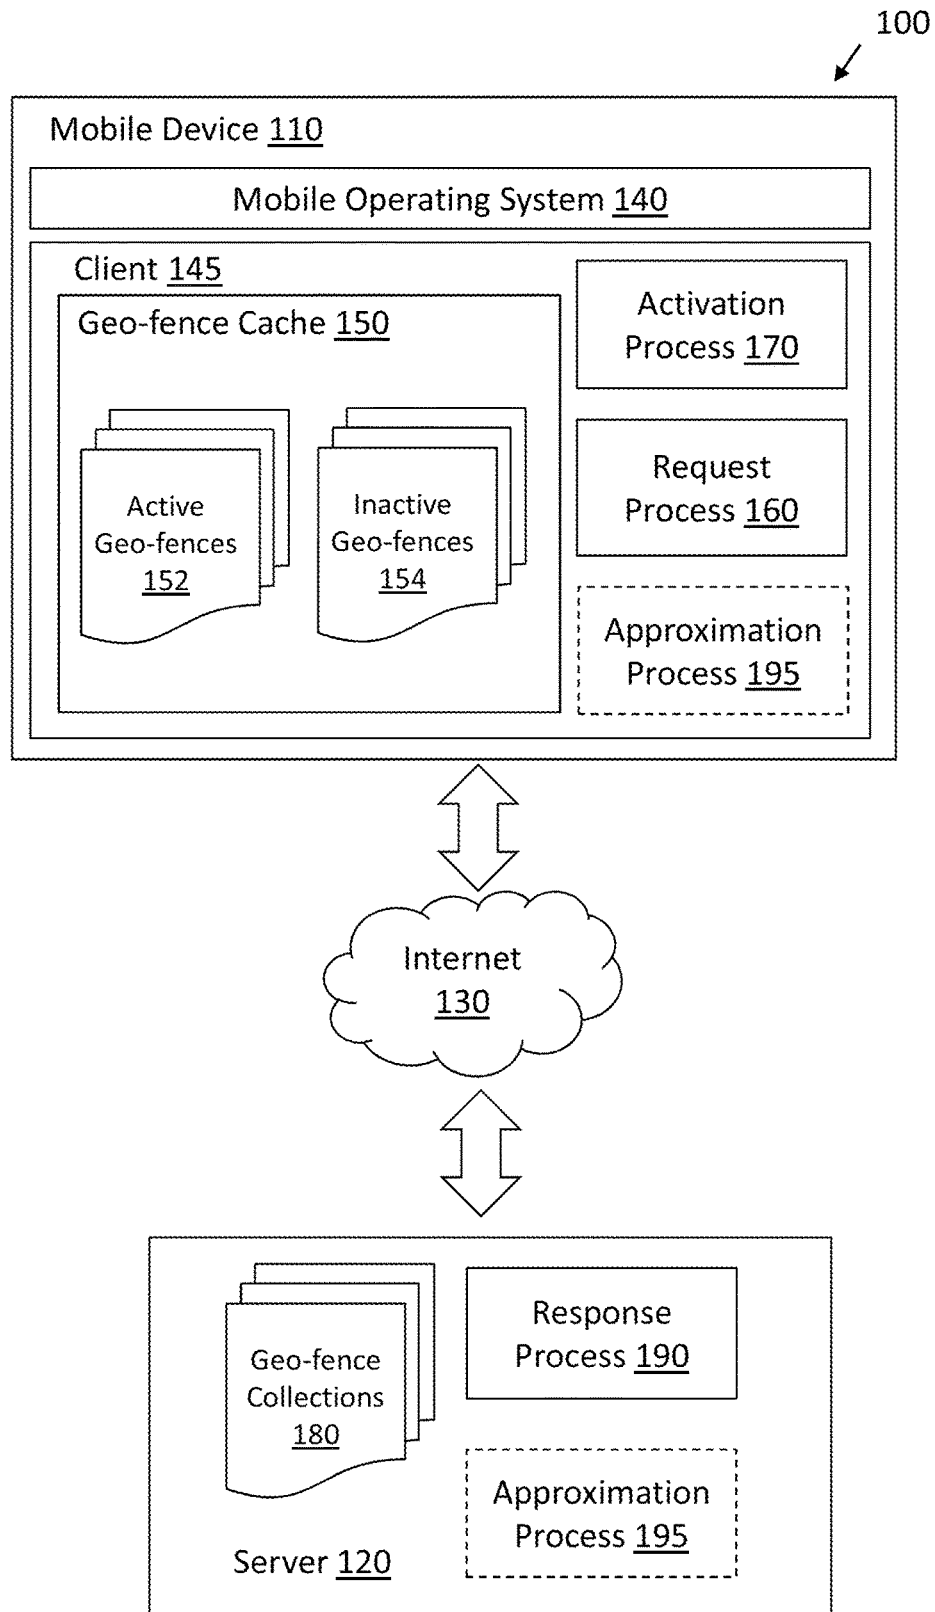 100
Mobile Device 110
Mobile Operating System 140
Client 145
Geo-fence Cache 150
Active
Geo-fences
152
Inactive
Geo-fences
154
Activation
Process 170
Request
Process 160
Approximation
Process 195
Internet
130
Geo-fence
Collections
180
Response
Process 190
Approximation
Process 195
Server 120